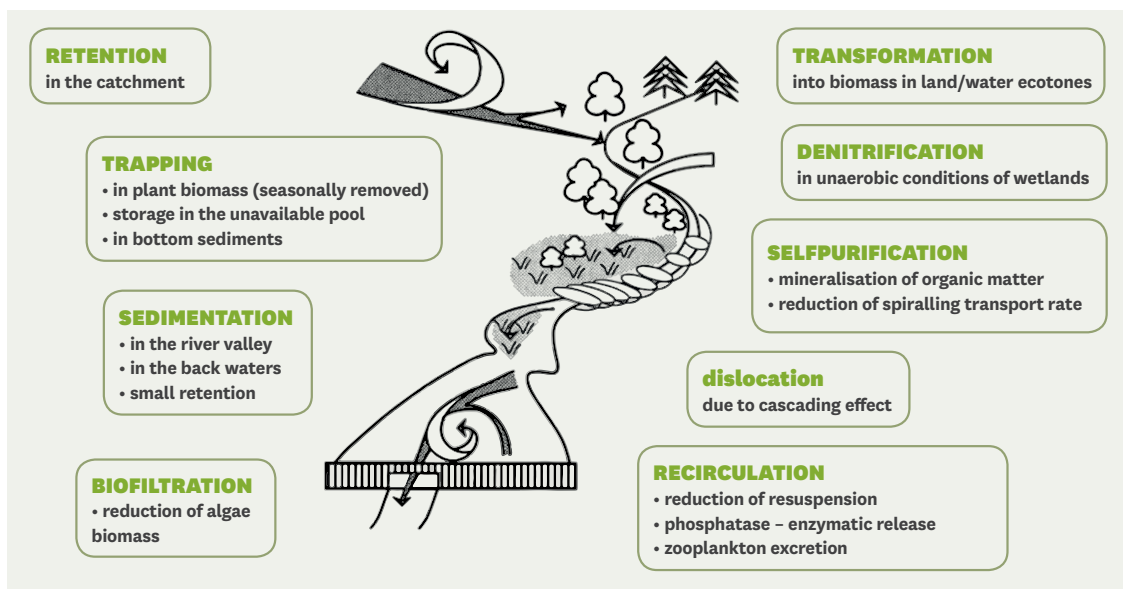 RETENTION
in the catchment
TRAPPING
• in plant biomass (seasonally removed)
• storage in the unavailable pool
• in bottom sediments
SEDIMENTATION
• in the river valley
• in the back waters
• small retention
BIOFILTRATION
• reduction of algae
biomass
TRANSFORMATION
into biomass in land/water ecotones
DENITRIFICATION
in unaerobic conditions of wetlands
SELFPURIFICATION
• mineralisation of organic matter
• reduction of spiralling transport rate
dislocation
due to cascading effect
RECIRCULATION
• reduction of resuspension
• phosphatase – enzymatic release
• zooplankton excretion